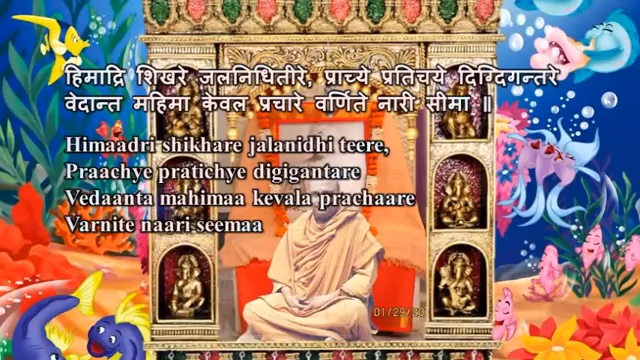 हिमाद्रि शिखरे जलनिधितीरे, प्राच्ये प्रतिचये दिग्दिगन्तरे
वेदान्त महिमा केवल प्रचारे वर्णिते नारी सीमा ॥
Himaadri shikhare jalanidhi teere,
Praachye pratichye digigantare
Vedaanta mahimaa kevala prachaare
Varnite naari seemaa
01/29/20